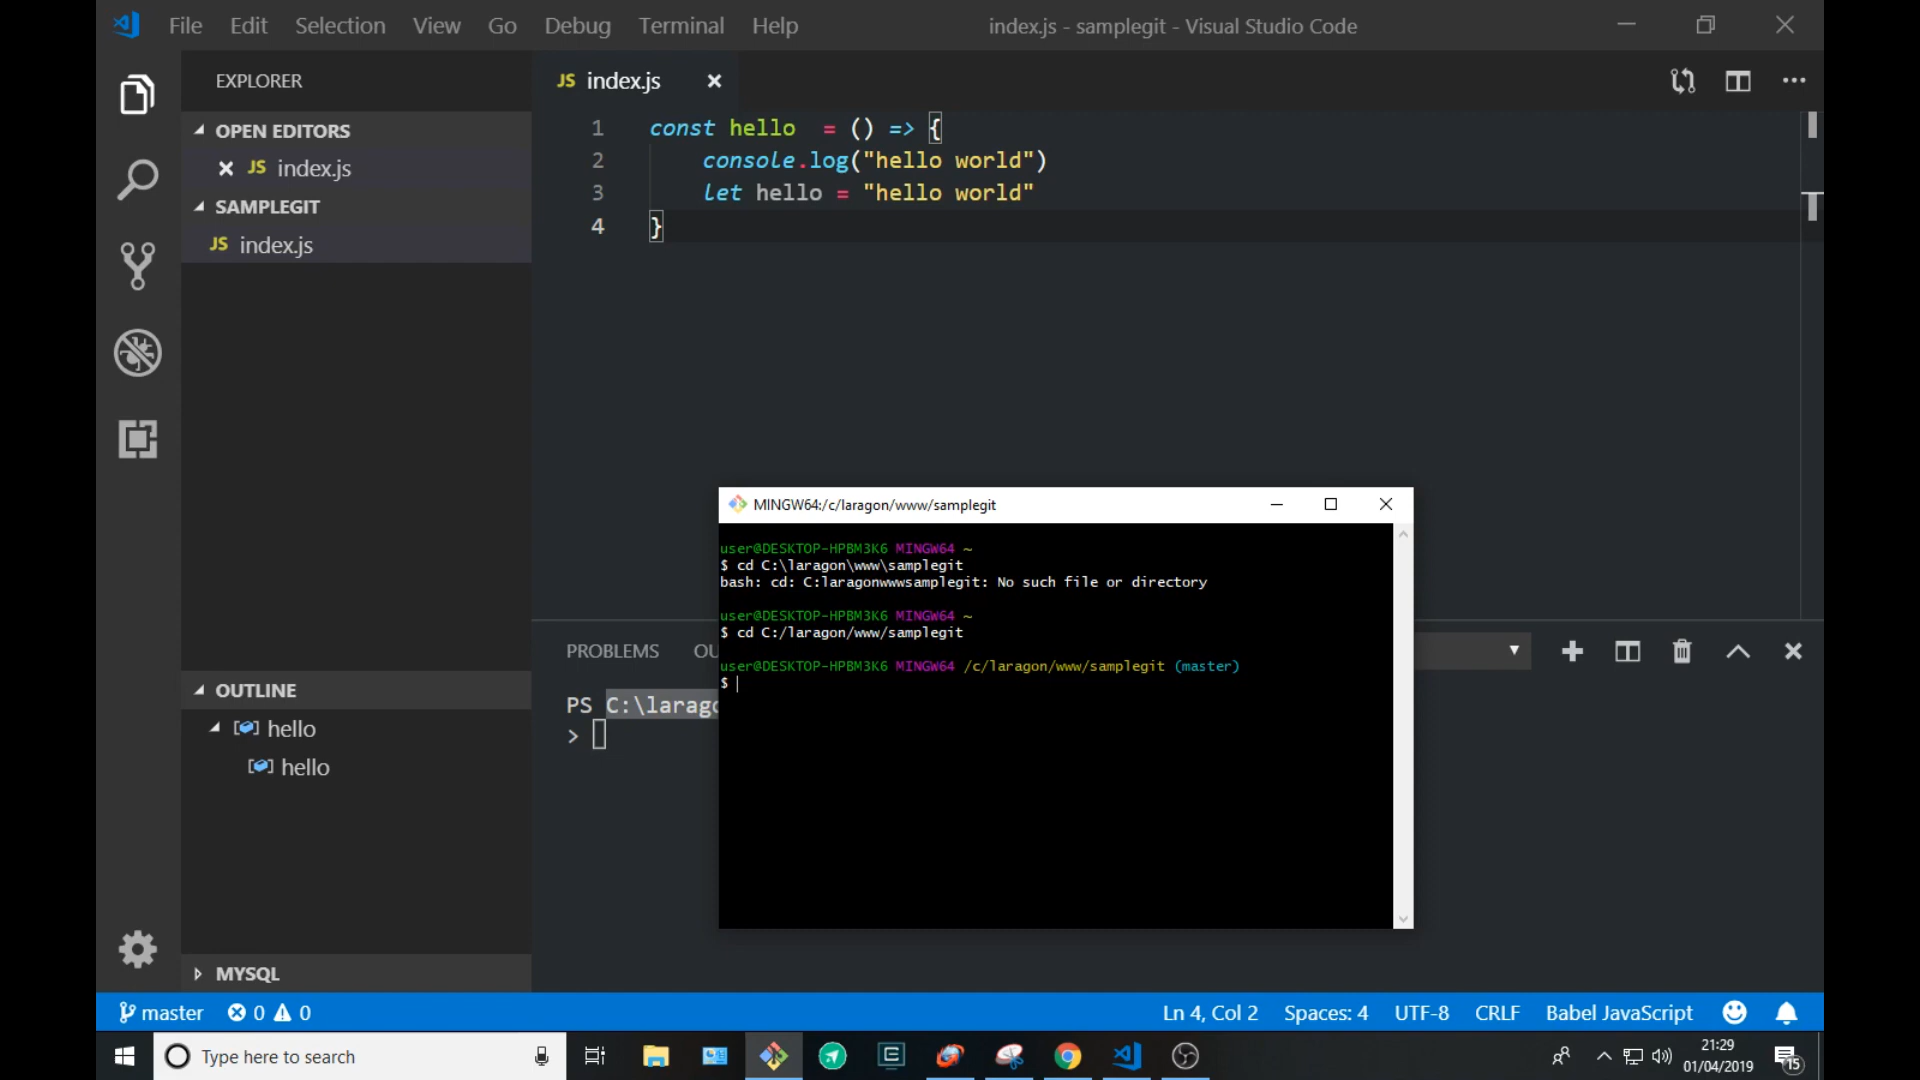 File Edit Selection View Go Debug Terminal Help
index.js - samplegit - Visual Studio Code
EXPLORER
OPEN EDITORS
JS index.js
SAMPLEGIT
JS index.js
OUTLINE
hello
hello
MYSQL
JS index.js
1 const hello  = () => {
2     console.log("hello world")
3     let hello = "hello world"
4 }
PROBLEMS OU
PS C:\larago
>
MINGW64:/c/laragon/www/samplegit
user@DESKTOP-HPBM3K6 MINGW64 ~
$ cd C:\laragon\www\samplegit
bash: cd: C:laragonwwwsamplegit: No such file or directory
user@DESKTOP-HPBM3K6 MINGW64 ~
$ cd C:/laragon/www/samplegit
user@DESKTOP-HPBM3K6 MINGW64 /c/laragon/www/samplegit (master)
$
master 0 0
Ln 4, Col 2 Spaces: 4 UTF-8 CRLF Babel JavaScript
Type here to search
21:29
01/04/2019
15